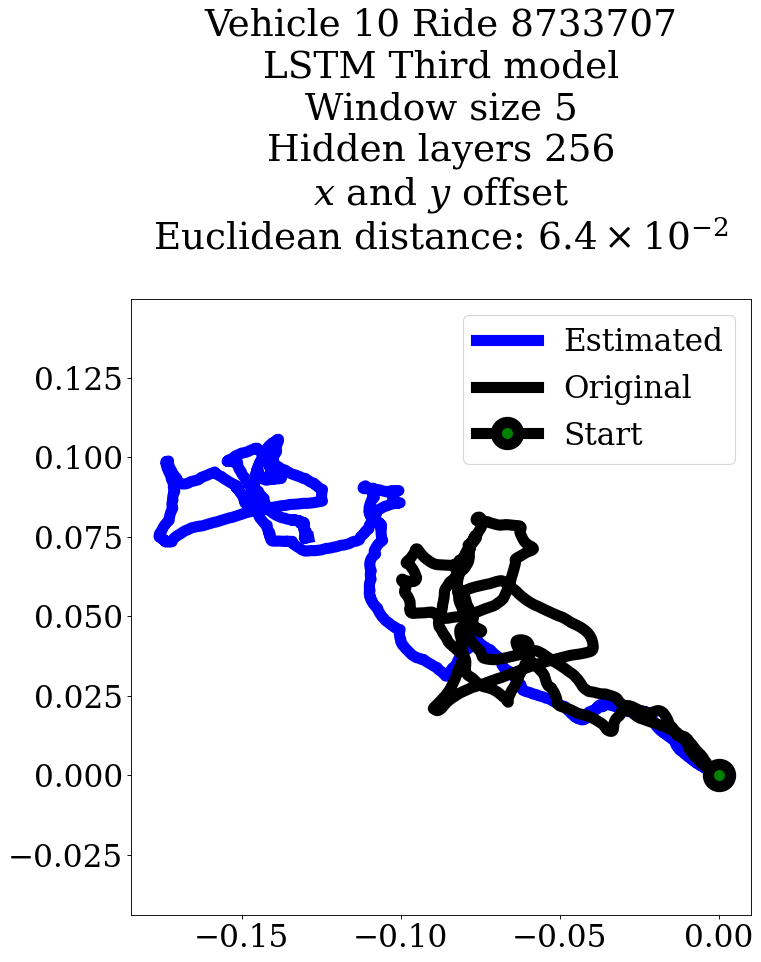 Vehicle 10 Ride 8733707
LSTM Third model
Window size 5
Hidden layers 256
x and y offset
Euclidean distance: 6.4 × 10⁻²
Estimated
Original
Start
0.125
0.100
0.075
0.050
0.025
0.000
−0.025
−0.15
−0.10
−0.05
0.00